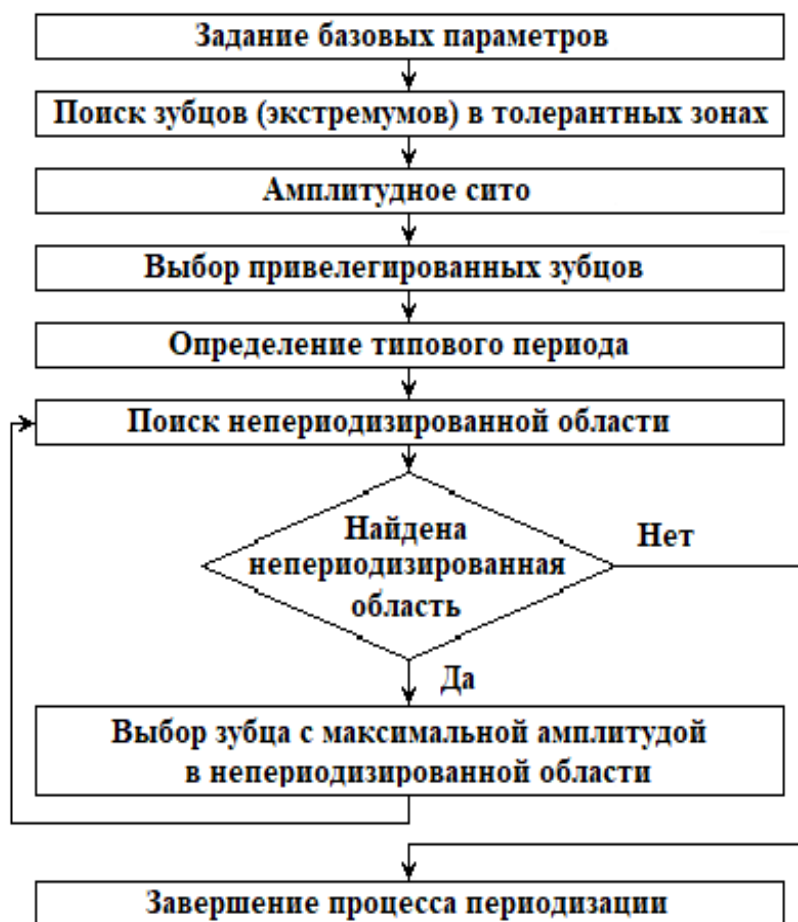 Задание базовых параметров
Поиск зубцов (экстремумов) в толерантных зонах
Амплитудное сито
Выбор привелегированных зубцов
Определение типового периода
Поиск непериодизированной области
Найдена
непериодизированная
область
Нет
Да
Выбор зубца с максимальной амплитудой
в непериодизированной области
Завершение процесса периодизации